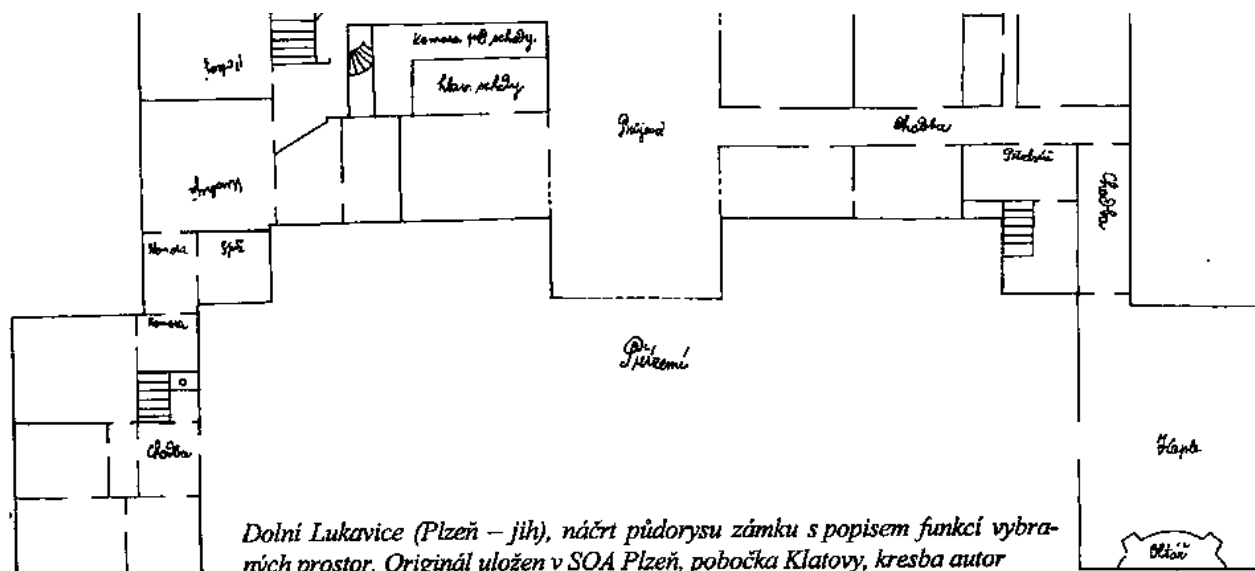 Komora pod schody.
hlav. schody
Průjezd
Chodba
Předsíň
Chodba
Komora
Spíž
Komora
Přízemí
Chodba
Kaple
Oltář
Dolní Lukavice (Plzeň – jih), náčrt půdorysu zámku s popisem funkcí vybra-
ných prostor. Originál uložen v SOA Plzeň, pobočka Klatovy, kresba autor